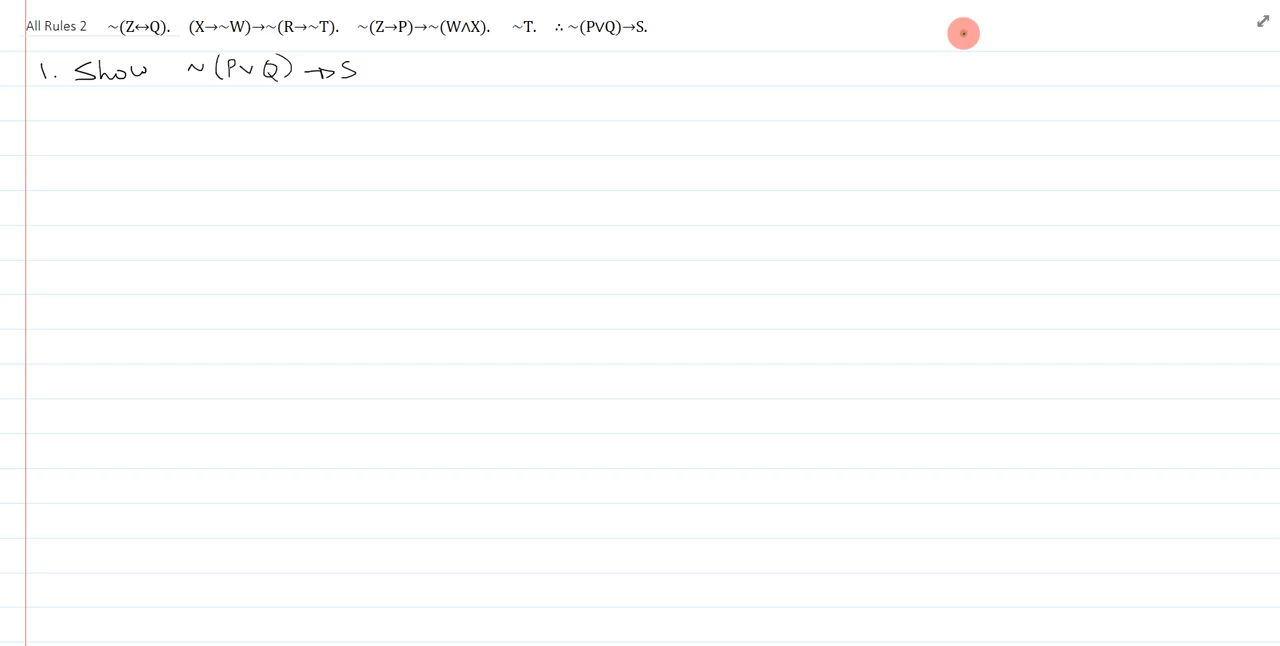 All Rules 2 ~(Z↔Q). (X→~W)→~(R→~T). ~(Z→P)→~(W∧X). ~T. ∴ ~(P∨Q)→S.
1. Show ~(P∨Q) → S